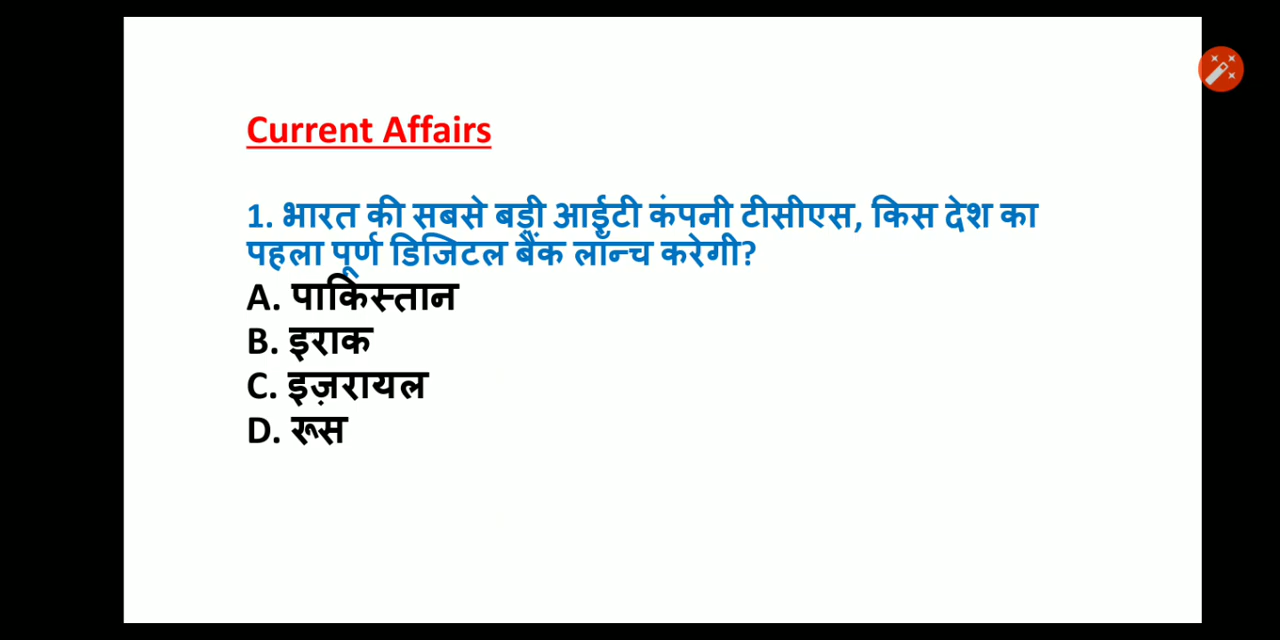 Current Affairs
1. भारत की सबसे बड़ी आईटी कंपनी टीसीएस, किस देश का
पहला पूर्ण डिजिटल बैंक लॉन्च करेगी?
A. पाकिस्तान
B. इराक
C. इज़रायल
D. रूस